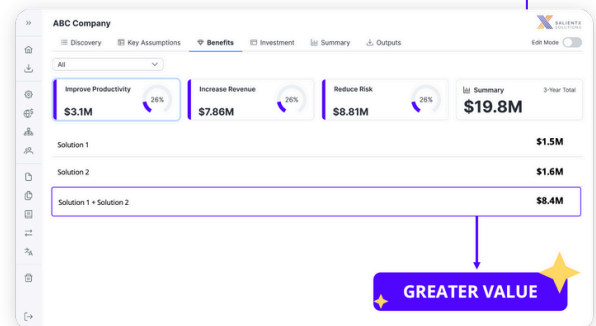 ABC Company
XALIENTX
SOLUTIONS
Discovery
Key Assumptions
Benefits
Investment
Summary
Outputs
Edit Mode
All
Improve Productivity
26%
$3.1M
Increase Revenue
26%
$7.86M
Reduce Risk
26%
$8.81M
Summary
3-Year Total
$19.8M
Solution 1
$1.5M
Solution 2
$1.6M
Solution 1 + Solution 2
$8.4M
GREATER VALUE